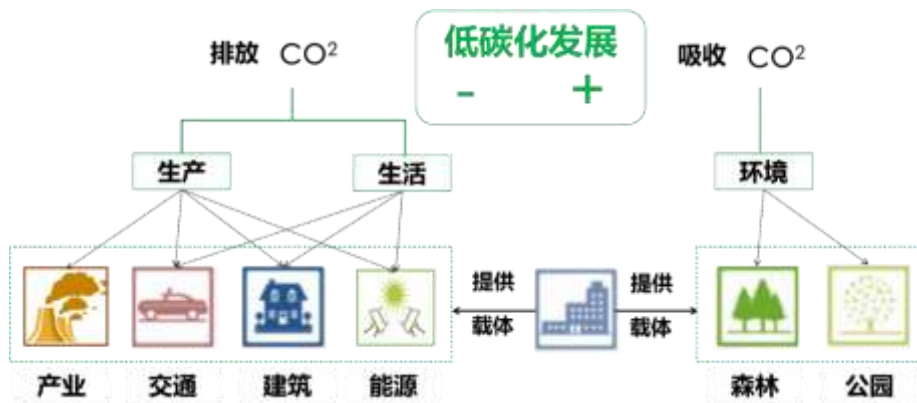 低碳化发展
- +
排放 CO²
吸收 CO²
生产
生活
环境
提供
载体
提供
载体
产业
交通
建筑
能源
森林
公园